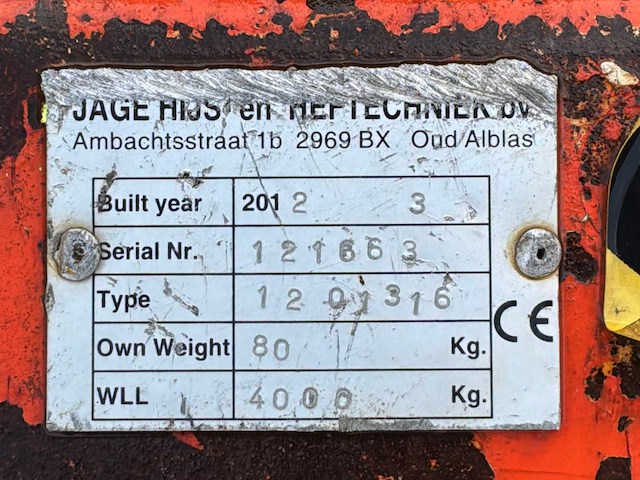 JAGE HIJS en HEFTECHNIEK bv
Ambachtsstraat 1b 2969 BX Oud Alblas
Built year 2012 3
Serial Nr. 121663
Type 1201316
Own Weight 80 Kg.
WLL 4000 Kg.
CE